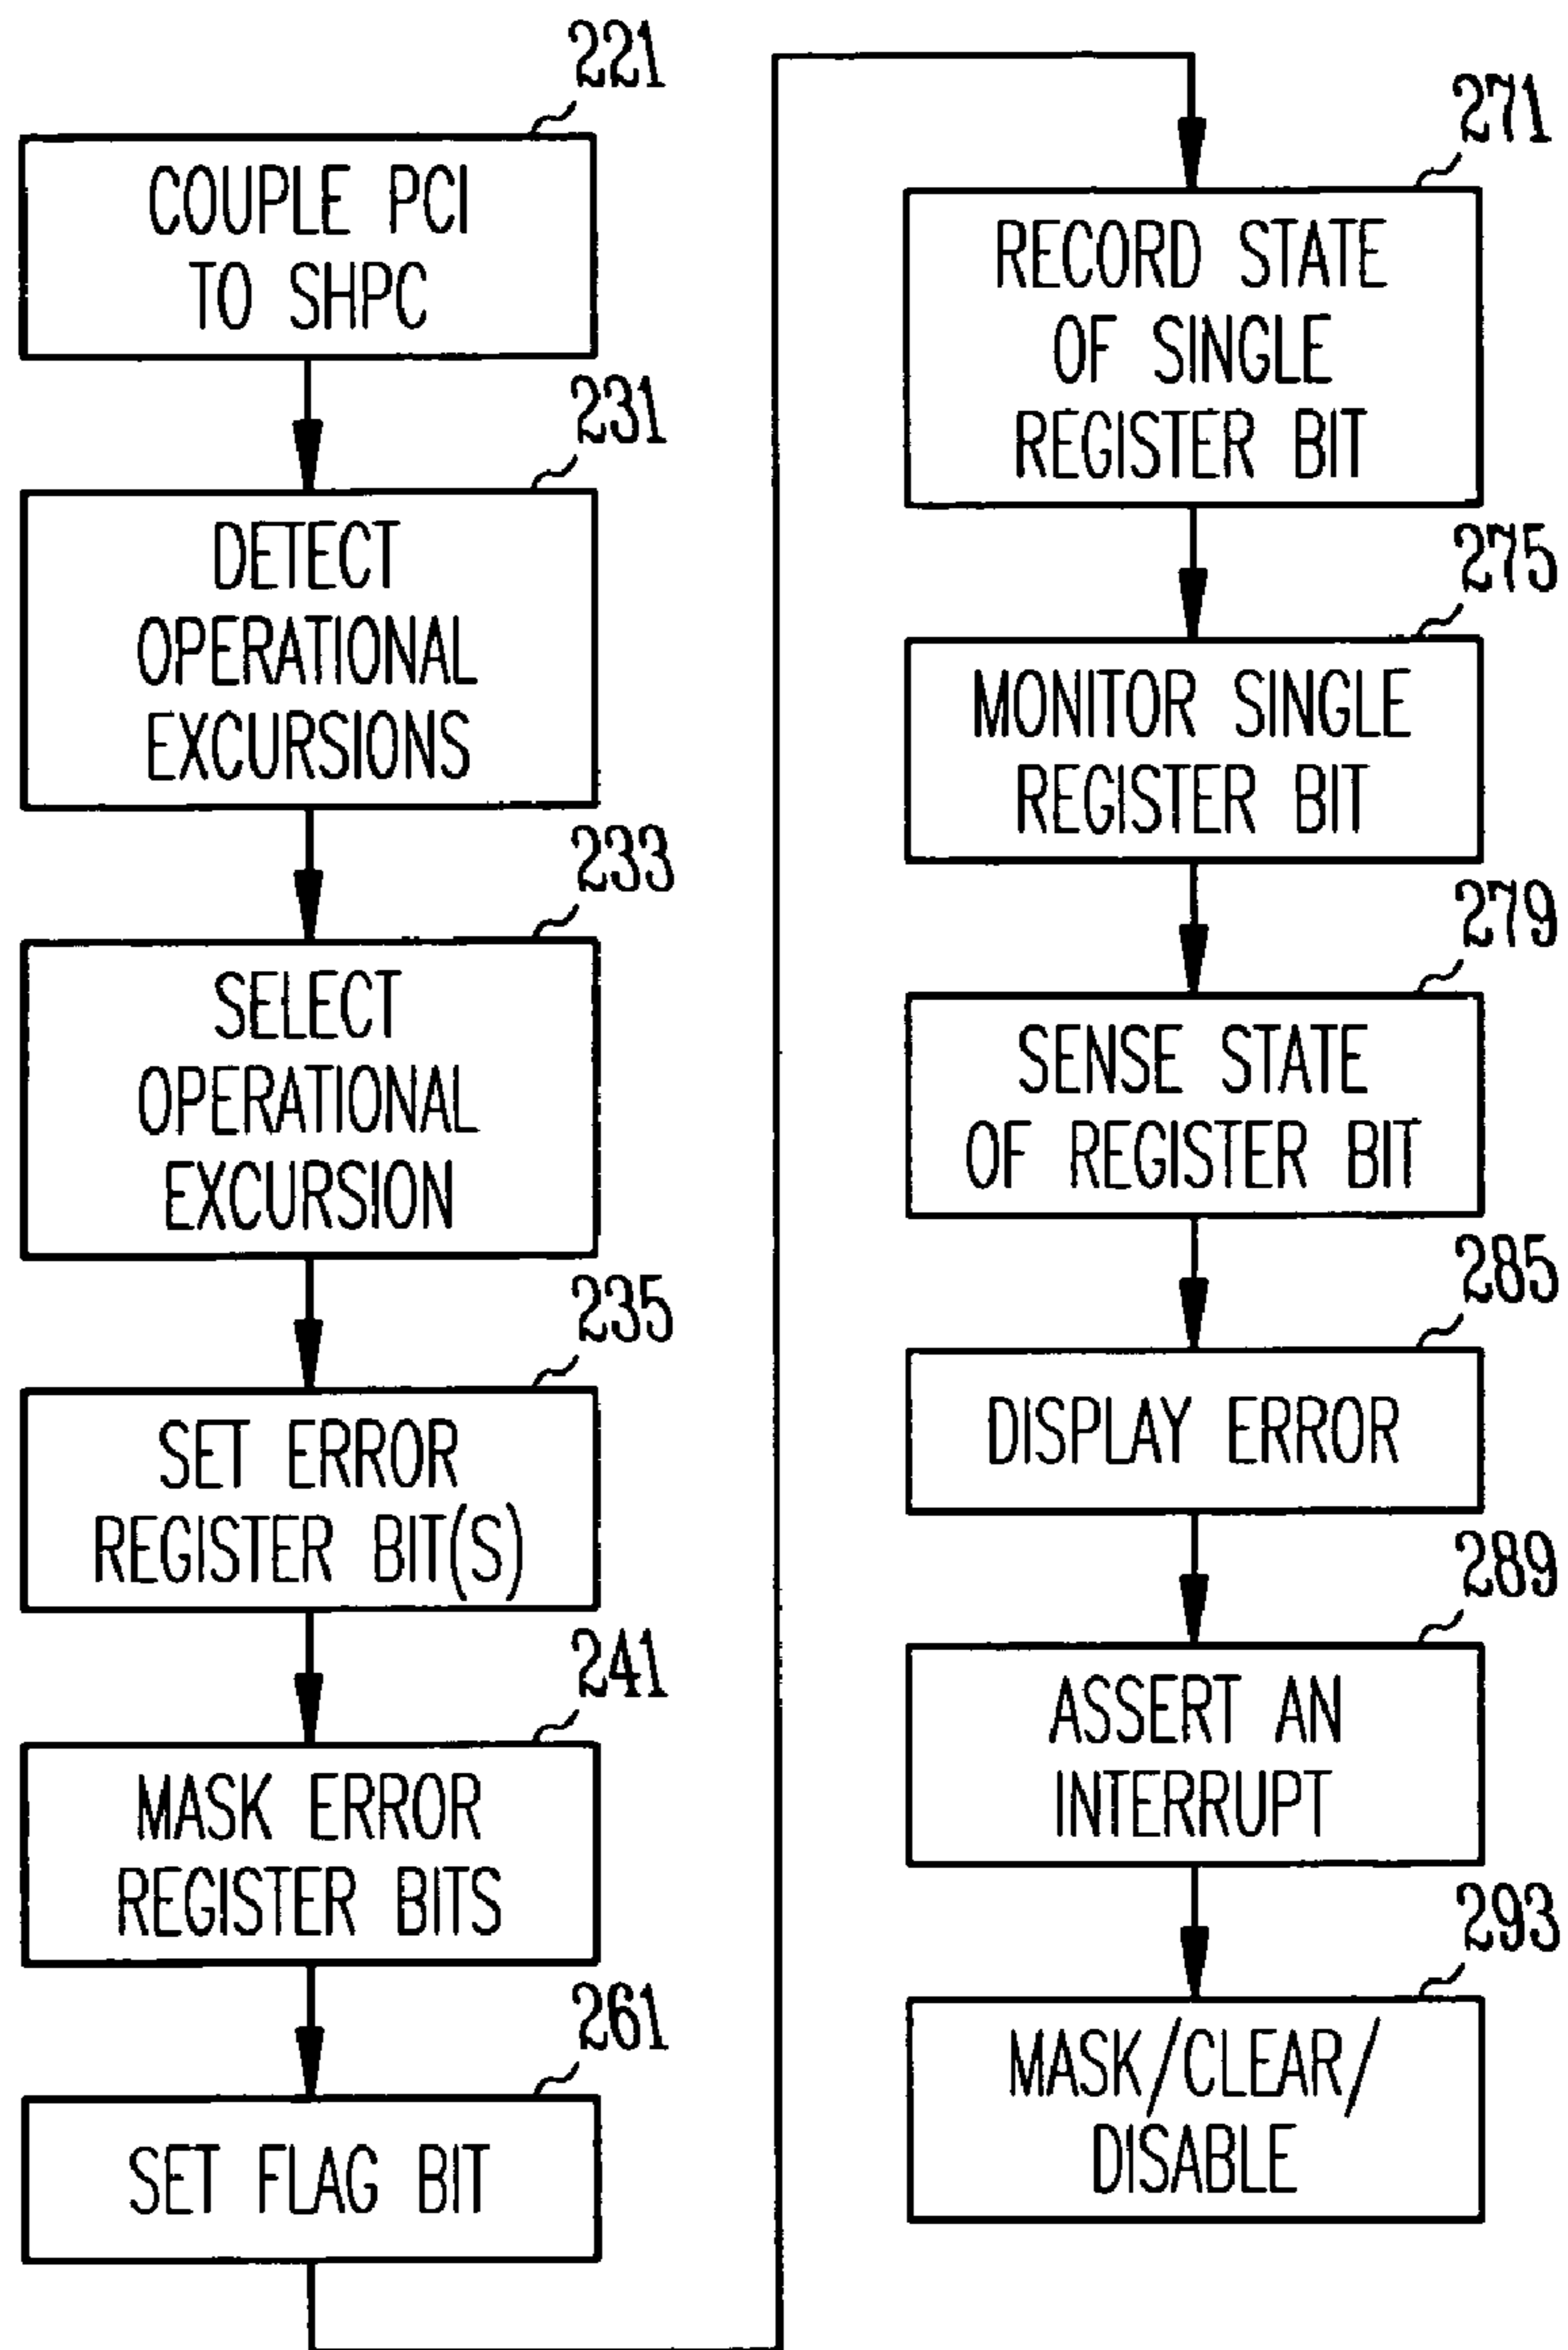 221
COUPLE PCI
TO SHPC
231
DETECT
OPERATIONAL
EXCURSIONS
233
SELECT
OPERATIONAL
EXCURSION
235
SET ERROR
REGISTER BIT(S)
241
MASK ERROR
REGISTER BITS
261
SET FLAG BIT
271
RECORD STATE
OF SINGLE
REGISTER BIT
275
MONITOR SINGLE
REGISTER BIT
279
SENSE STATE
OF REGISTER BIT
285
DISPLAY ERROR
289
ASSERT AN
INTERRUPT
293
MASK/CLEAR/
DISABLE